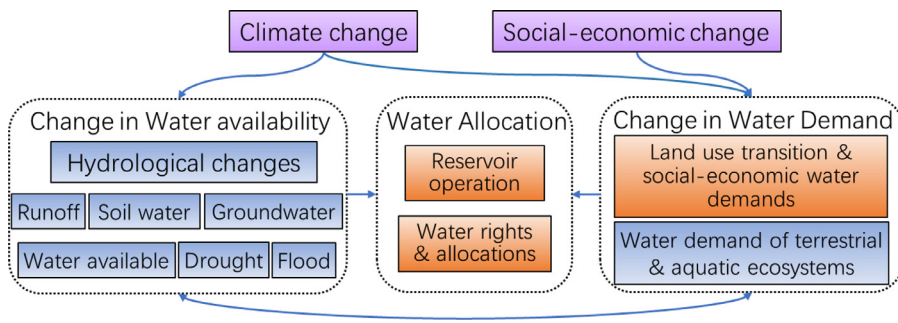 Climate change
Social-economic change
Change in Water availability
Hydrological changes
Runoff
Soil water
Groundwater
Water available
Drought
Flood
Water Allocation
Reservoir
operation
Water rights
& allocations
Change in Water Demand
Land use transition &
social-economic water
demands
Water demand of terrestrial
& aquatic ecosystems